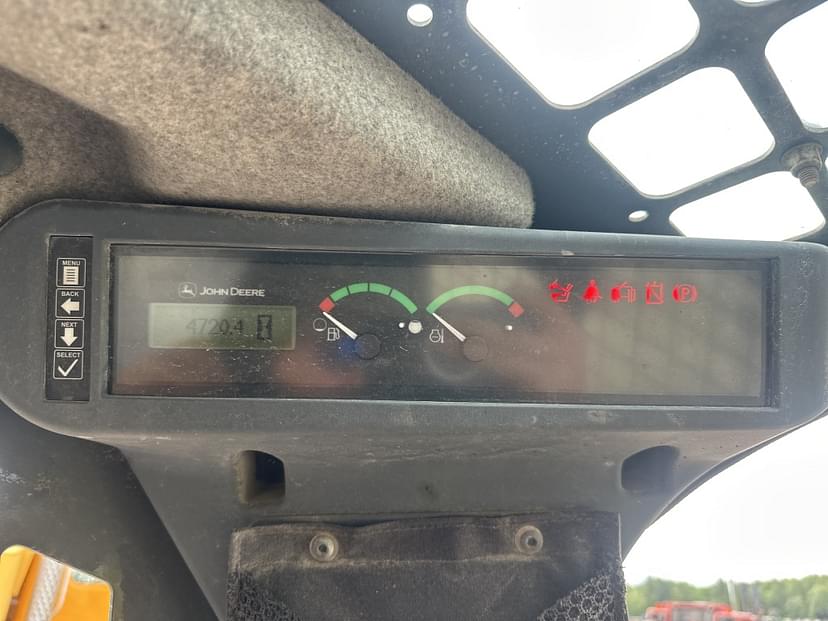 MENU
BACK
NEXT
SELECT
JOHN DEERE
4720.4
P